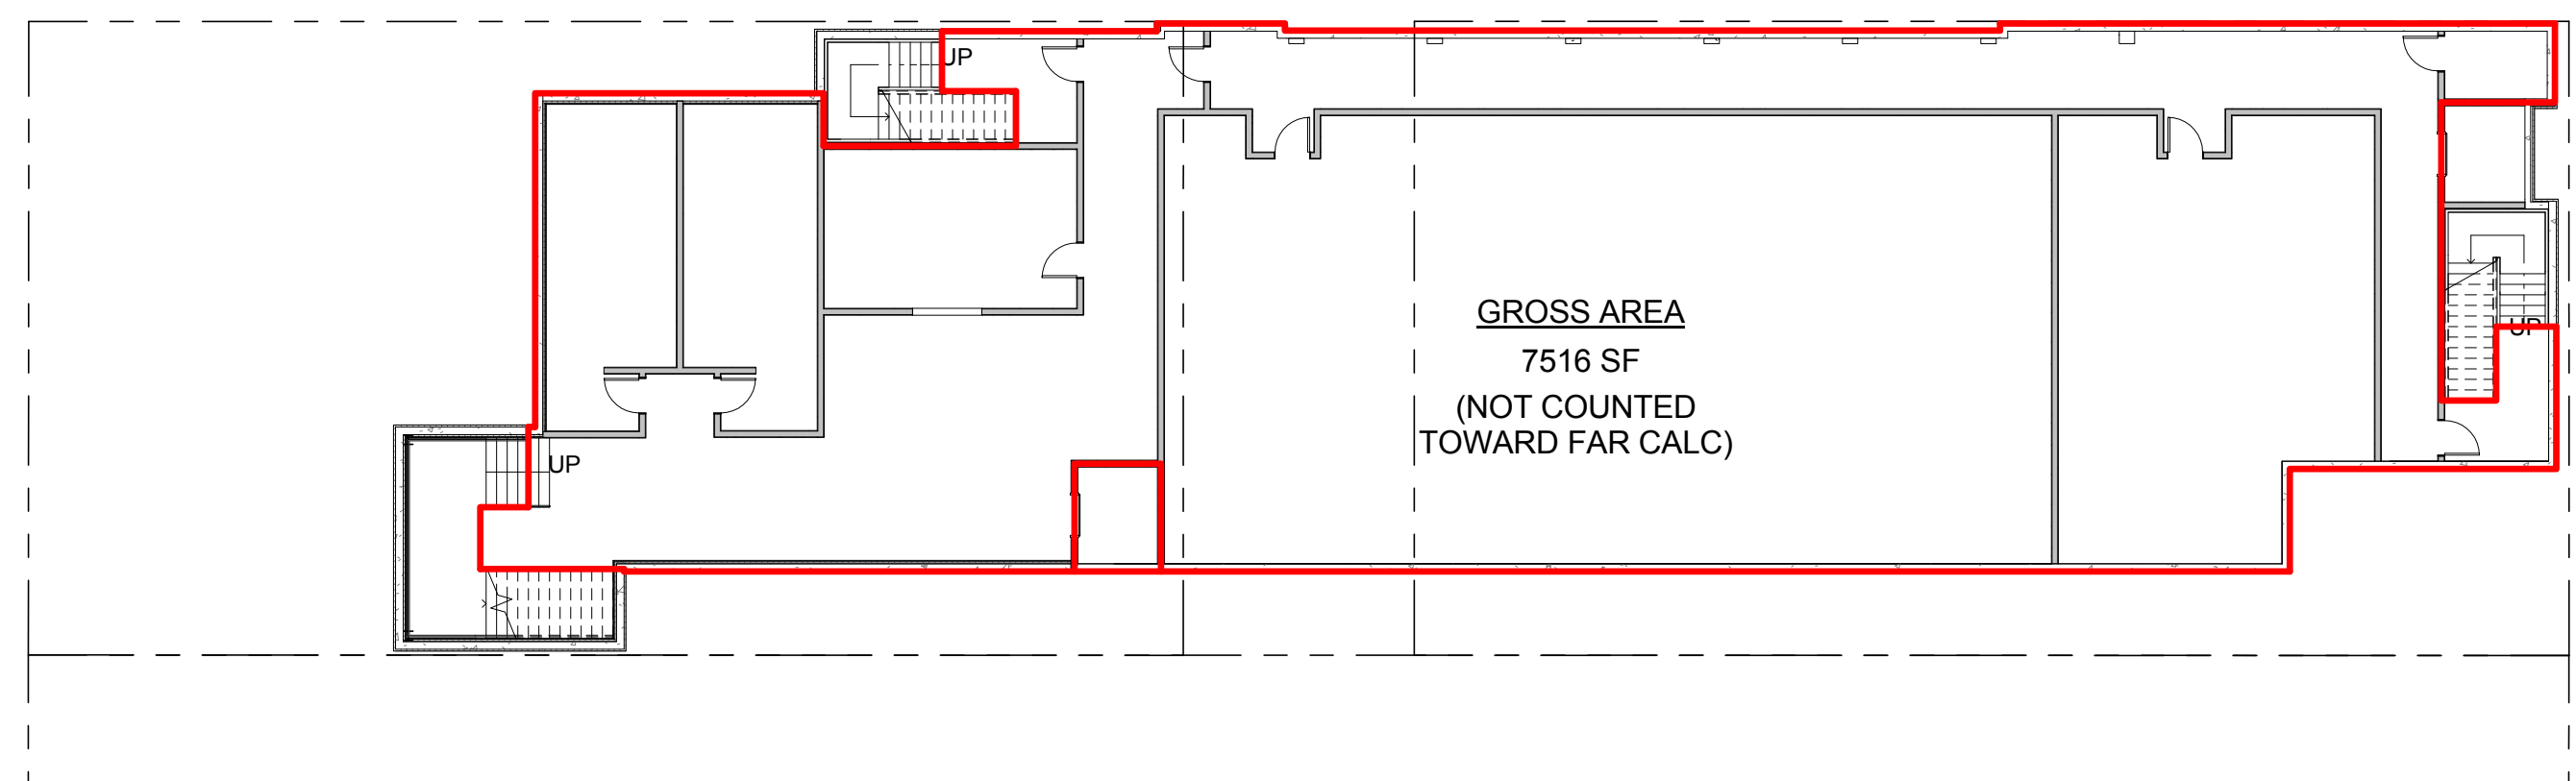 UP
GROSS AREA
7516 SF
(NOT COUNTED
TOWARD FAR CALC)
UP
UP